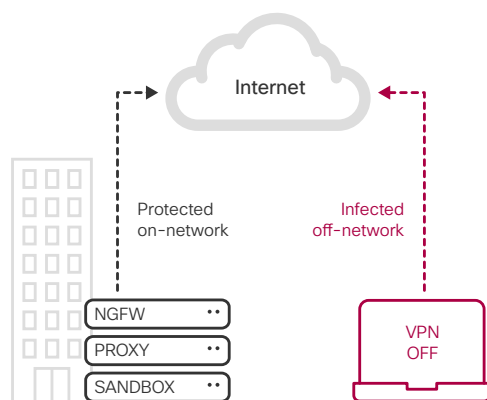 Internet
Protected
on-network
Infected
off-network
NGFW
PROXY
SANDBOX
VPN
OFF